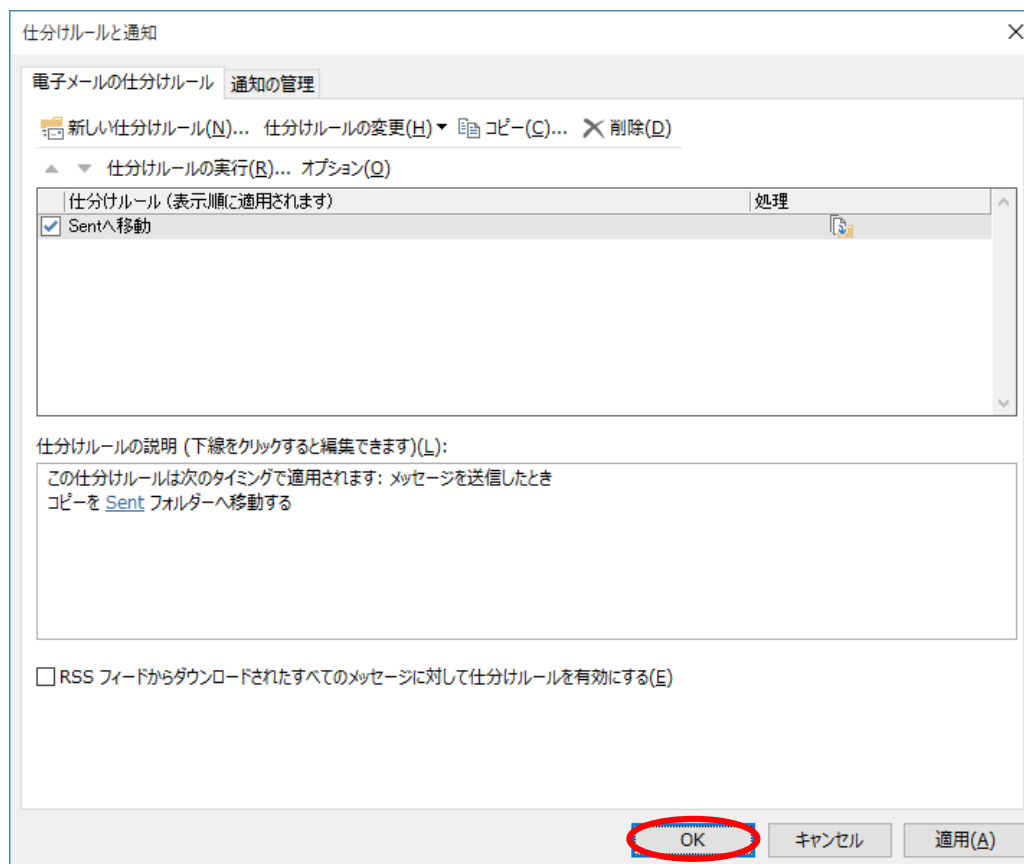 仕分けルールと通知
電子メールの仕分けルール 通知の管理
新しい仕分けルール(N)... 仕分けルールの変更(H) コピー(C)... 削除(D)
仕分けルールの実行(R)... オプション(O)
仕分けルール (表示順に適用されます) 処理
Sentへ移動
仕分けルールの説明 (下線をクリックすると編集できます)(L):
この仕分けルールは次のタイミングで適用されます: メッセージを送信したとき
コピーを Sent フォルダーへ移動する
RSS フィードからダウンロードされたすべてのメッセージに対して仕分けルールを有効にする(E)
OK キャンセル 適用(A)